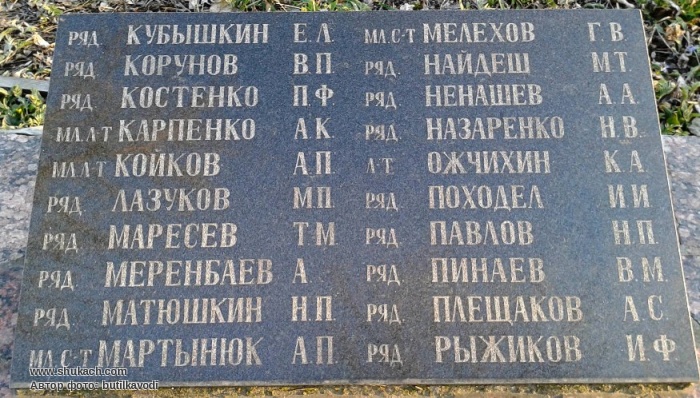 РЯД. КУБЫШКИН Е.Л.
РЯД. КОРУНОВ В.П.
РЯД. КОСТЕНКО П.Ф.
МЛ.Л-Т КАРПЕНКО А.К.
МЛ.Л-Т КОЙКОВ А.П.
РЯД. ЛАЗУКОВ М.П.
РЯД. МАРЕСЕВ Т.М.
РЯД. МЕРЕНБАЕВ А.
РЯД. МАТЮШКИН Н.П.
МЛ.С-Т МАРТЫНЮК А.П.
МЛ.С-Т МЕЛЕХОВ Г.В.
РЯД. НАЙДЕШ М.Т.
РЯД. НЕНАШЕВ А.А.
РЯД. НАЗАРЕНКО Н.В.
Л-Т ОЖЧИХИН К.А.
РЯД. ПОХОДЕЛ И.И.
РЯД. ПАВЛОВ Н.П.
РЯД. ПИНАЕВ В.М.
РЯД. ПЛЕЩАКОВ А.С.
РЯД. РЫЖИКОВ И.Ф.
www.shukach.com
Автор фото: butilkavodi